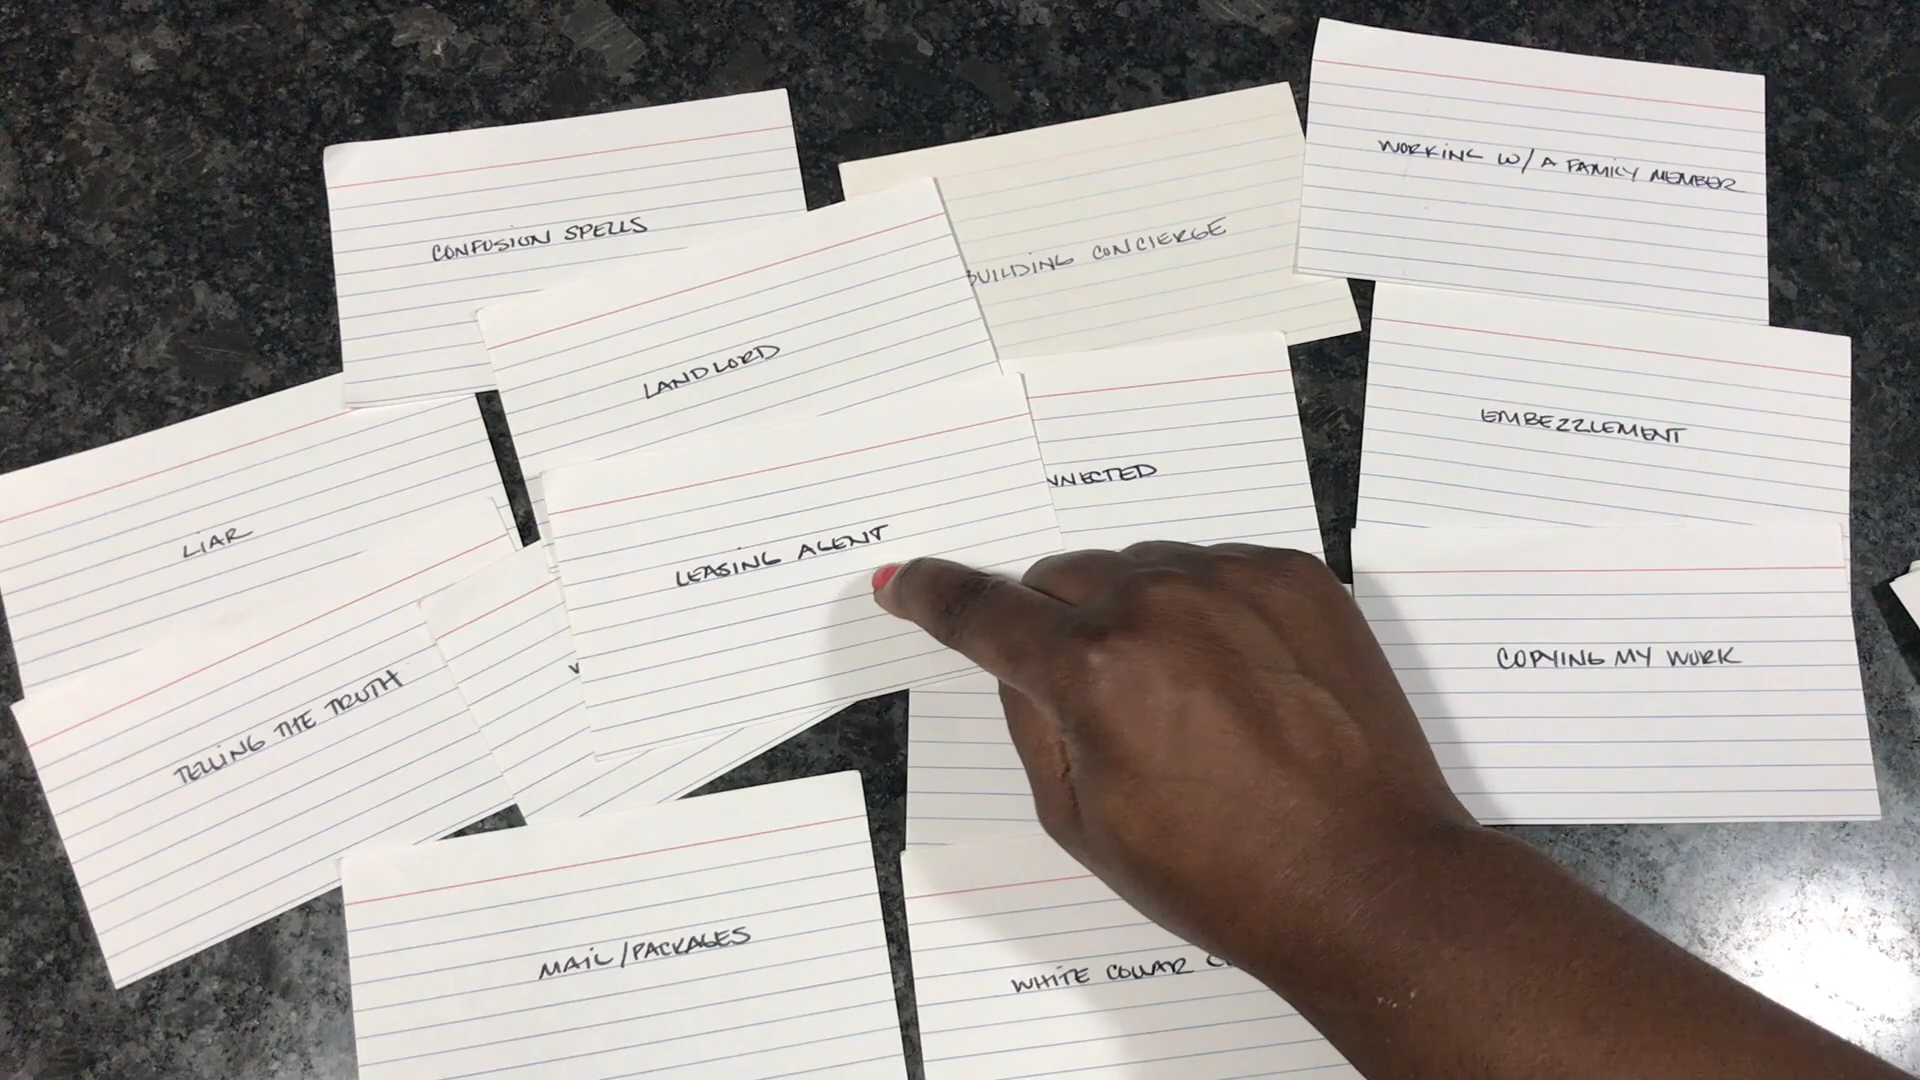 WORKING W/ A FAMILY MEMBER
CONFUSION SPELLS
BUILDING CONCIERGE
LANDLORD
EMBEZZLEMENT
NNECTED
LIAR
LEASING AGENT
COPYING MY WORK
TELLING THE TRUTH
MAIL/PACKAGES
WHITE COLLAR